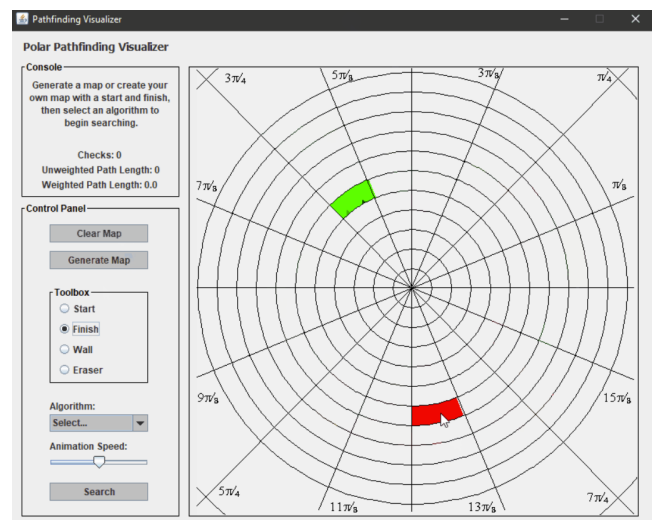 Pathfinding Visualizer
Polar Pathfinding Visualizer
Console
Generate a map or create your
own map with a start and finish,
then select an algorithm to
begin searching.
Checks: 0
Unweighted Path Length: 0
Weighted Path Length: 0.0
Control Panel
Clear Map
Generate Map
Toolbox
Start
Finish
Wall
Eraser
Algorithm:
Select...
Animation Speed:
Search
3π/4
5π/8
3π/8
π/4
7π/8
π/8
9π/8
15π/8
5π/4
11π/8
13π/8
7π/4